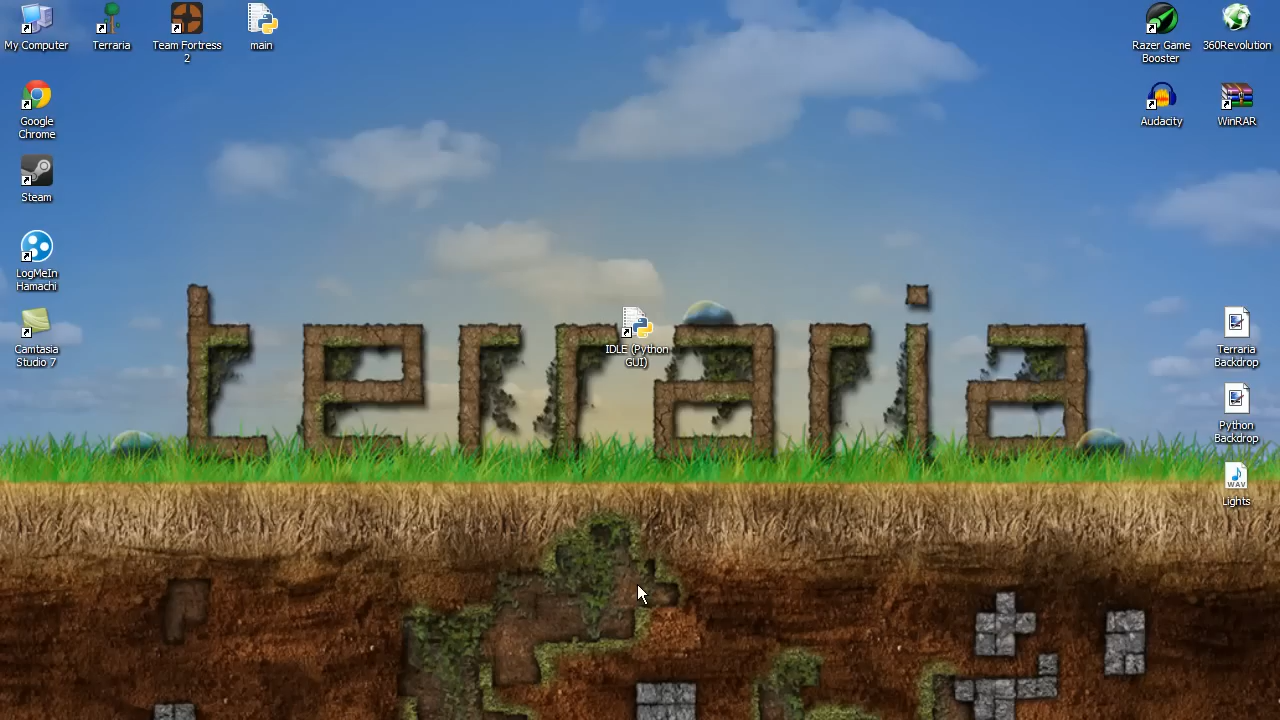 My Computer
Terraria
Team Fortress
2
main
Razer Game
Booster
360Revolution
Google
Chrome
Audacity
WinRAR
Steam
LogMeIn
Hamachi
Camtasia
Studio 7
terraria
IDLE (Python
GUI)
Terraria
Backdrop
Python
Backdrop
WAV
Lights